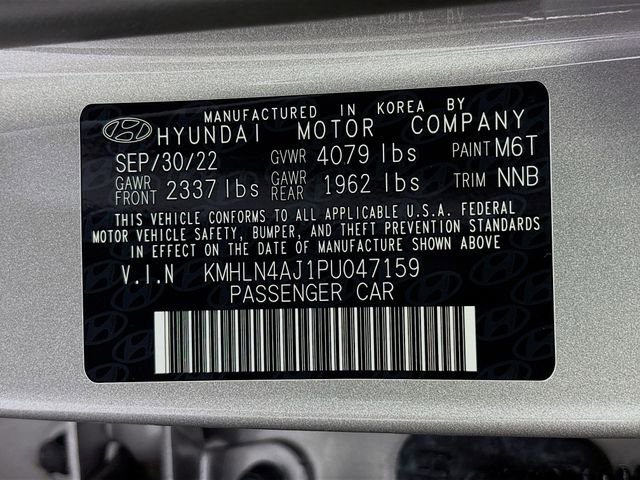 MANUFACTURED IN KOREA BY
HYUNDAI MOTOR COMPANY
SEP/30/22 GVWR 4079 lbs PAINT M6T
GAWR FRONT 2337 lbs GAWR REAR 1962 lbs TRIM NNB
THIS VEHICLE CONFORMS TO ALL APPLICABLE U.S.A. FEDERAL
MOTOR VEHICLE SAFETY, BUMPER, AND THEFT PREVENTION STANDARDS
IN EFFECT ON THE DATE OF MANUFACTURE SHOWN ABOVE
V.I.N KMHLN4AJ1PU047159
PASSENGER CAR